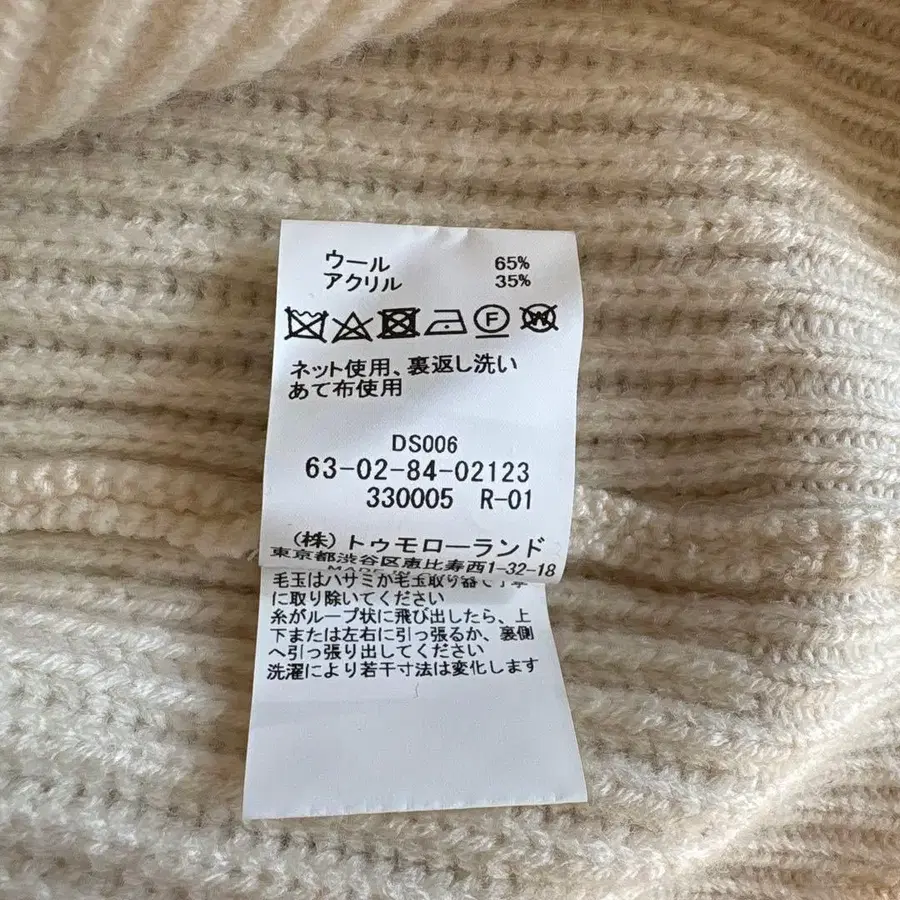 ウール 65%
アクリル 35%
F W
ネット使用、裏返し洗い
あて布使用
DS006
63-02-84-02123
330005 R-01
(株)トゥモローランド
東京都渋谷区恵比寿西1-32-18
MADE IN
毛玉はハサミか毛玉取り器で丁寧
に取り除いてください
糸がループ状に飛び出したら、上
下または左右に引っ張るか、裏側
へ引っ張り出してください
洗濯により若干寸法は変化します